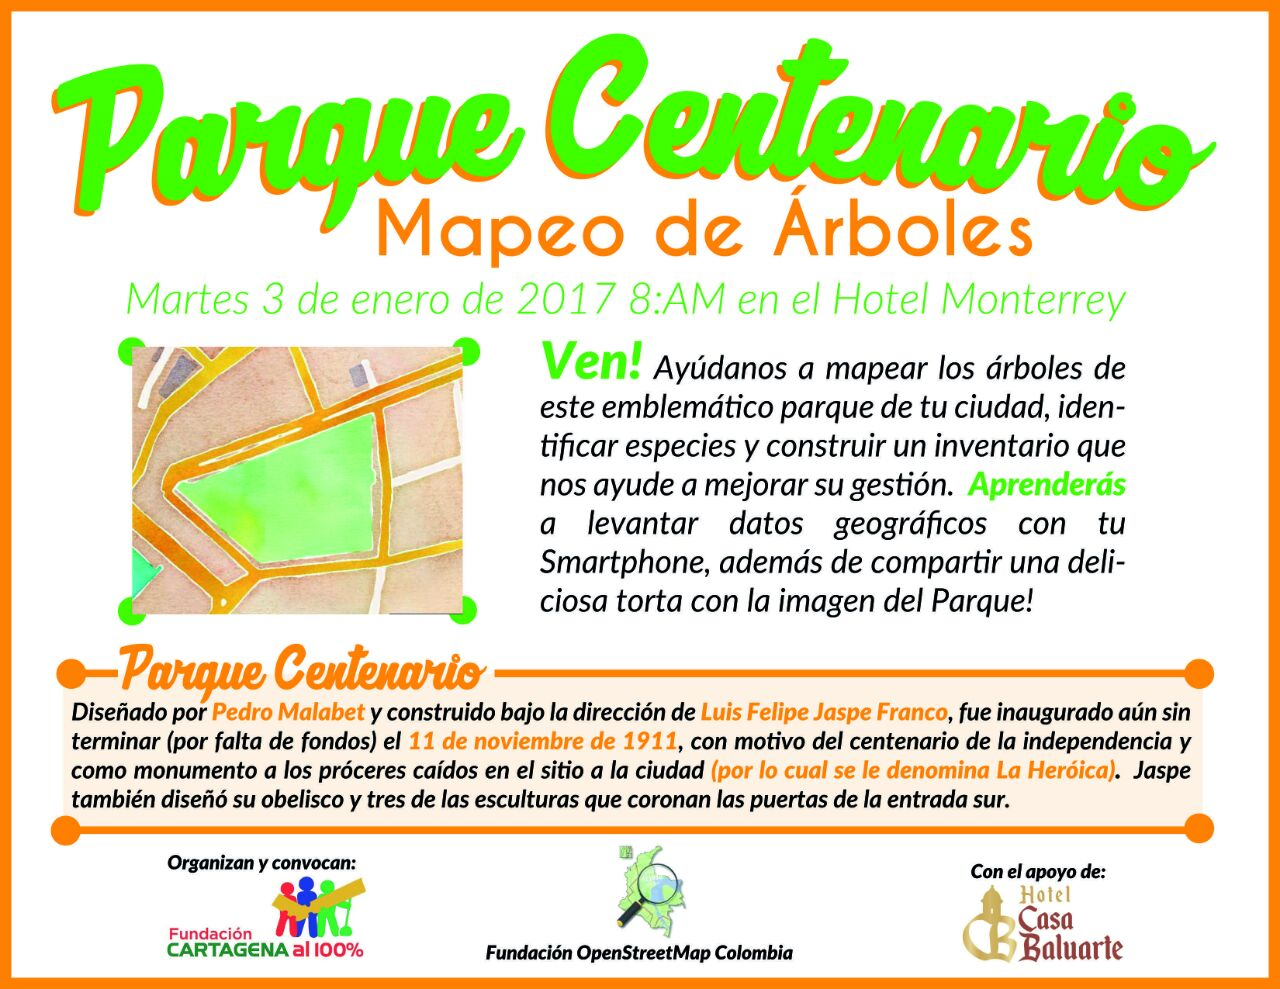 Parque Centenario
Mapeo de Árboles
Martes 3 de enero de 2017 8:AM en el Hotel Monterrey
Ven! Ayúdanos a mapear los árboles de
este emblemático parque de tu ciudad, iden-
tificar especies y construir un inventario que
nos ayude a mejorar su gestión. Aprenderás
a levantar datos geográficos con tu
Smartphone, además de compartir una deli-
ciosa torta con la imagen del Parque!
Parque Centenario
Diseñado por Pedro Malabet y construido bajo la dirección de Luis Felipe Jaspe Franco, fue inaugurado aún sin
terminar (por falta de fondos) el 11 de noviembre de 1911, con motivo del centenario de la independencia y
como monumento a los próceres caídos en el sitio a la ciudad (por lo cual se le denomina La Heróica). Jaspe
también diseñó su obelisco y tres de las esculturas que coronan las puertas de la entrada sur.
Organizan y convocan:
Fundación
CARTAGENA al 100%
Fundación OpenStreetMap Colombia
Con el apoyo de:
Hotel
Casa
Baluarte